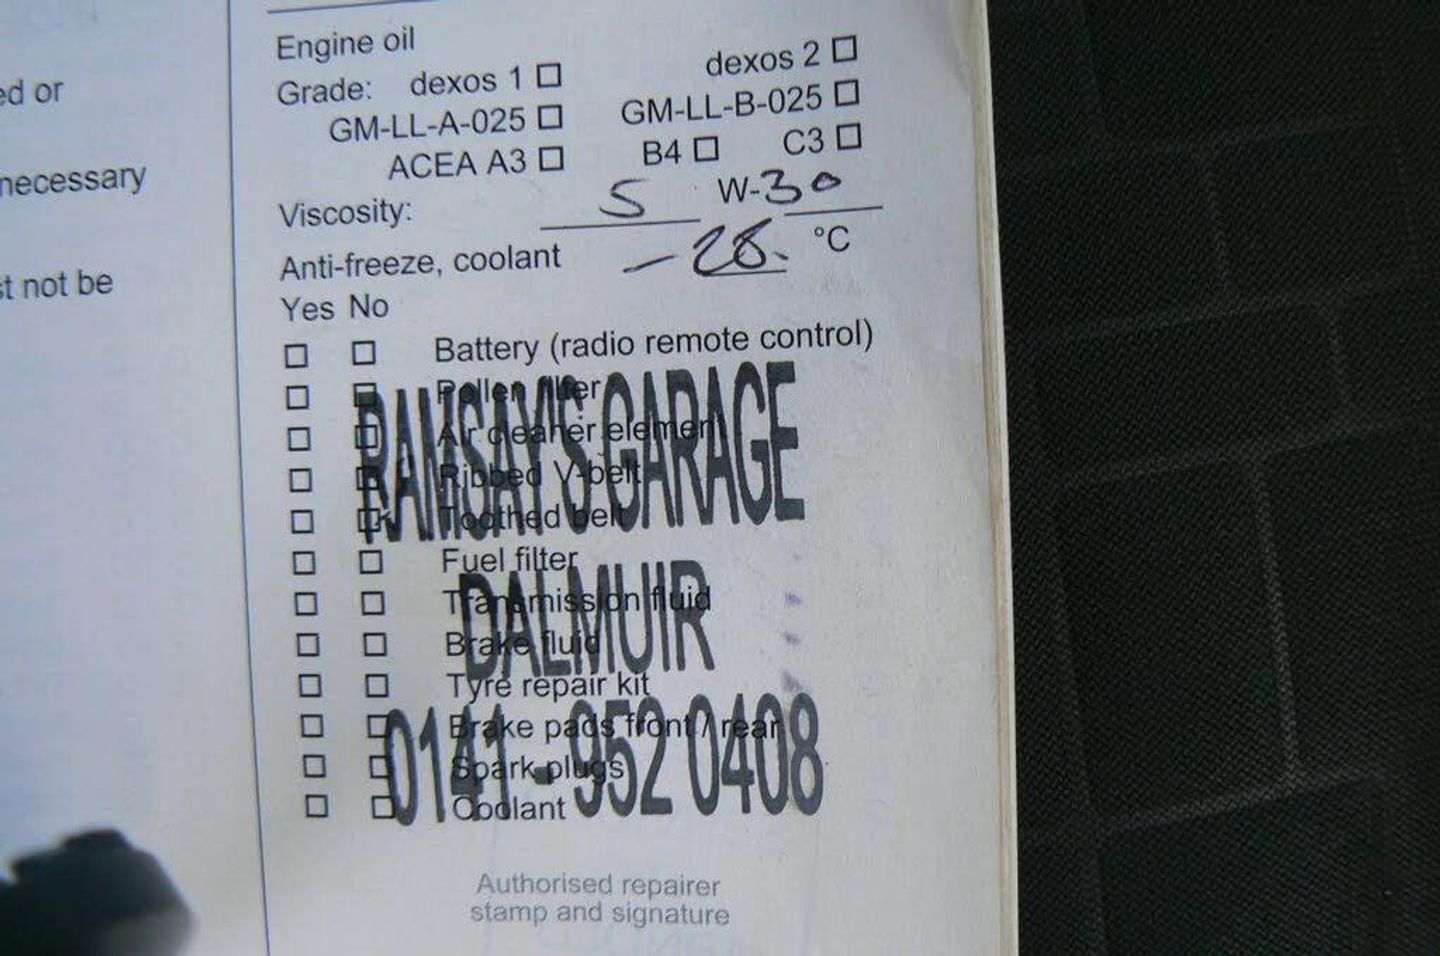 ed or
necessary
st not be
Engine oil
Grade: dexos 1 dexos 2
GM-LL-A-025 GM-LL-B-025
ACEA A3 B4 C3
Viscosity: 5 W-30
Anti-freeze, coolant -28. °C
Yes No
Battery (radio remote control)
Pollen filter
Air cleaner element
Ribbed V-belt
Toothed belt
Fuel filter
Transmission fluid
Brake fluid
Tyre repair kit
Brake pads front / rear
Spark plugs
Coolant
RAMSAY'S GARAGE
DALMUIR
0141-952 0408
Authorised repairer
stamp and signature